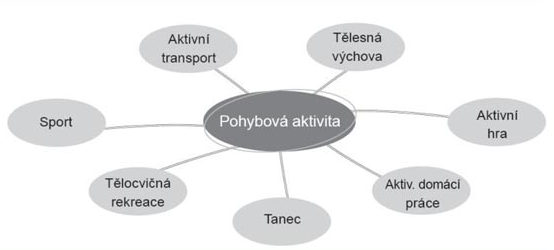 Aktivní
transport
Tělesná
výchova
Sport
Pohybová aktivita
Aktivní
hra
Tělocvičná
rekreace
Tanec
Aktiv. domácí
práce